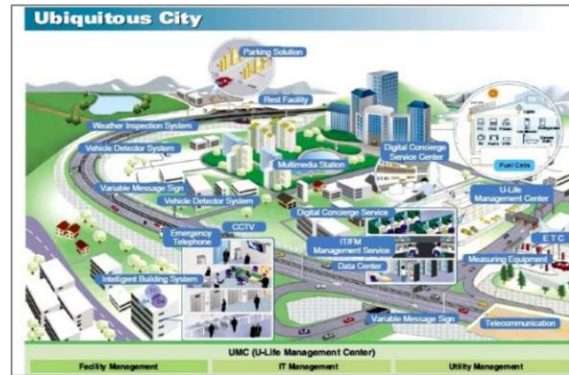 Ubiquitous City
Parking Solution
Rest Facility
Weather Inspection System
Vehicle Detector System
Multimedia Station
Digital Concierge
Service Center
Fuel Cells
Variable Message Sign
Vehicle Detector System
U-Life
Management Center
Digital Concierge Service
CCTV
Emergency
Telephone
IT/FM
Management Service
E T C
Measuring Equipment
Data Center
Intelligent Building System
Variable Message Sign
Telecommunication
UMC (U-Life Management Center)
Facility Management
IT Management
Utility Management